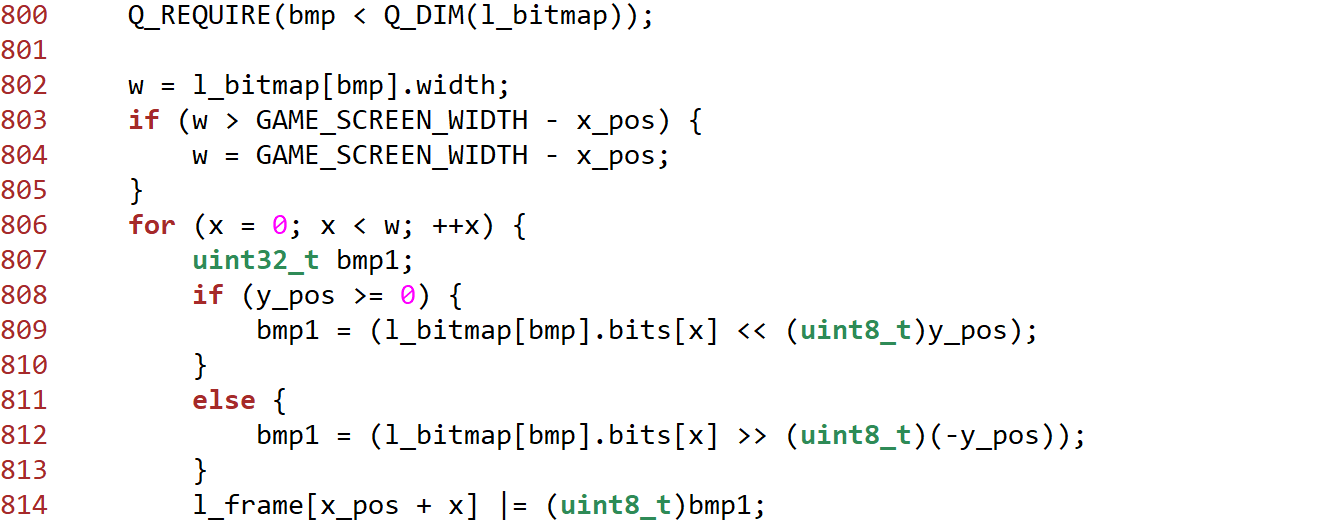 800     Q_REQUIRE(bmp < Q_DIM(l_bitmap));
801
802     w = l_bitmap[bmp].width;
803     if (w > GAME_SCREEN_WIDTH - x_pos) {
804         w = GAME_SCREEN_WIDTH - x_pos;
805     }
806     for (x = 0; x < w; ++x) {
807         uint32_t bmp1;
808         if (y_pos >= 0) {
809             bmp1 = (l_bitmap[bmp].bits[x] << (uint8_t)y_pos);
810         }
811         else {
812             bmp1 = (l_bitmap[bmp].bits[x] >> (uint8_t)(-y_pos));
813         }
814         l_frame[x_pos + x] |= (uint8_t)bmp1;